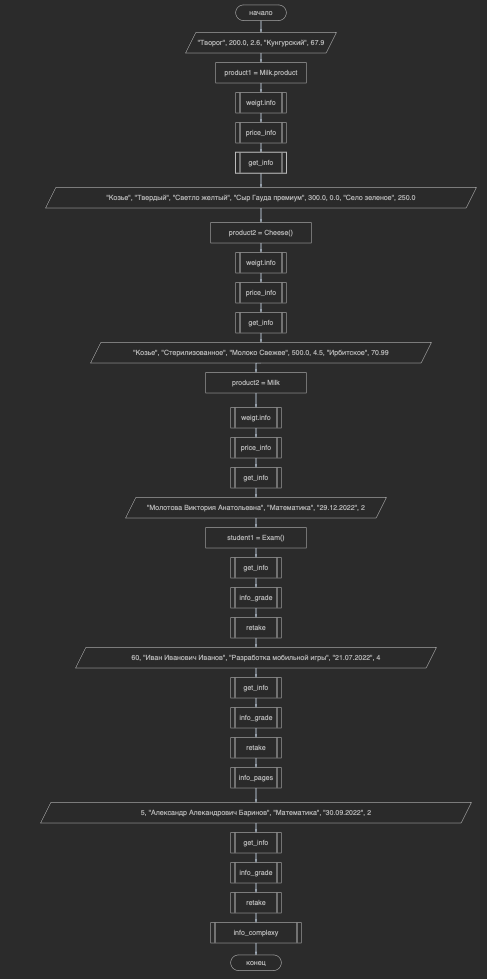 начало
"Творог", 200.0, 2.6, "Кунгурский", 67.9
product1 = Milk.product
weigt.info
price_info
get_info
"Козье", "Твердый", "Светло желтый", "Сыр Гауда премиум", 300.0, 0.0, "Село зеленое", 250.0
product2 = Cheese()
weigt.info
price_info
get_info
"Козье", "Стерилизованное", "Молоко Свежее", 500.0, 4.5, "Ирбитское", 70.99
product2 = Milk
weigt.info
price_info
get_info
"Молотова Виктория Анатольевна", "Математика", "29.12.2022", 2
student1 = Exam()
get_info
info_grade
retake
60, "Иван Иванович Иванов", "Разработка мобильной игры", "21.07.2022", 4
get_info
info_grade
retake
info_pages
5, "Александр Алекандрович Баринов", "Математика", "30.09.2022", 2
get_info
info_grade
retake
info_complexy
конец